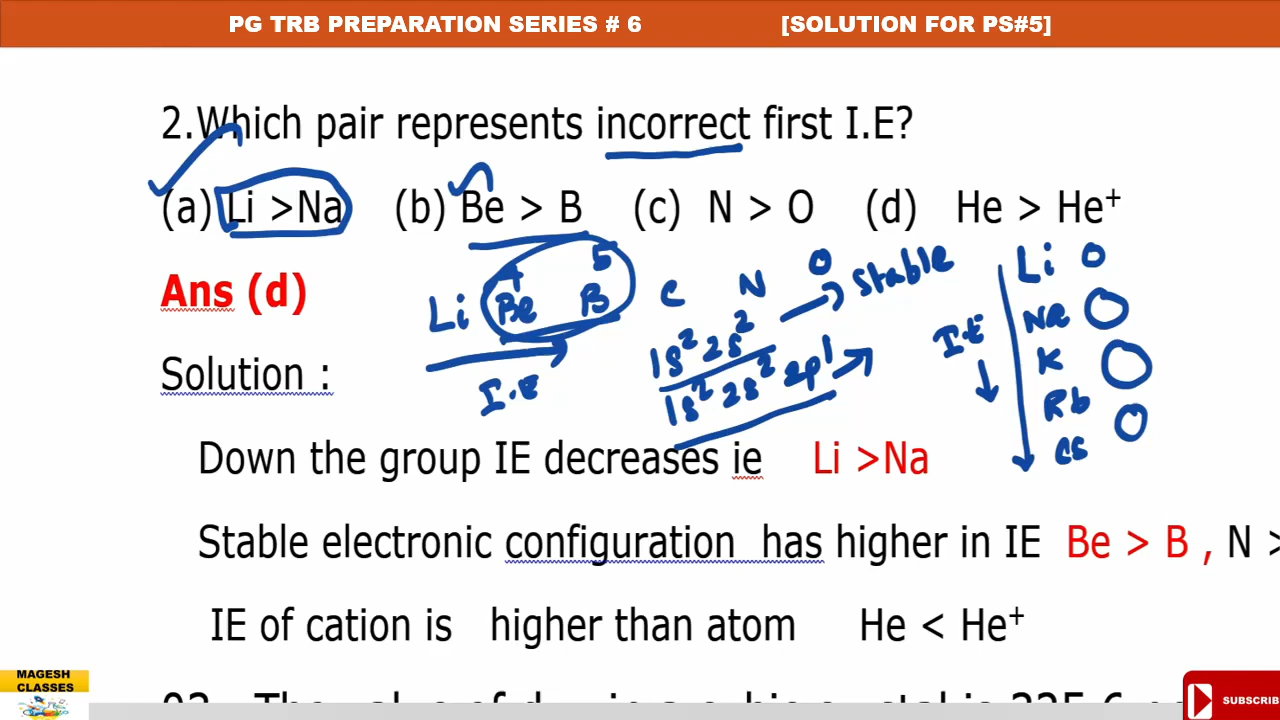 PG TRB PREPARATION SERIES # 6 [SOLUTION FOR PS#5]
2.Which pair represents incorrect first I.E?
(a) Li >Na (b) Be > B (c) N > O (d) He > He⁺
4 5
Li Be B C N O
I.E
1s² 2s² stable
1s² 2s² 2p¹
Li
Na
K
Rb
Cs
I.E
Ans (d)
Solution :
Down the group IE decreases ie Li >Na
Stable electronic configuration has higher in IE Be > B , N >
IE of cation is higher than atom He < He⁺
MAGESH
CLASSES
SUBSCRIB